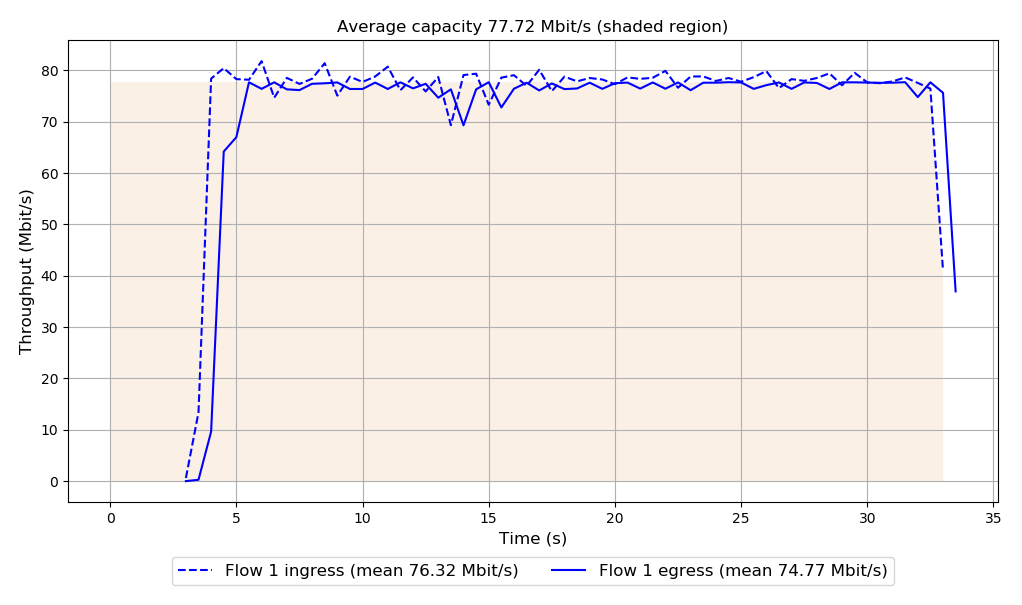 Average capacity 77.72 Mbit/s (shaded region)
Throughput (Mbit/s)
80
70
60
50
40
30
20
10
0
0 5 10 15 20 25 30 35
Time (s)
Flow 1 ingress (mean 76.32 Mbit/s) Flow 1 egress (mean 74.77 Mbit/s)